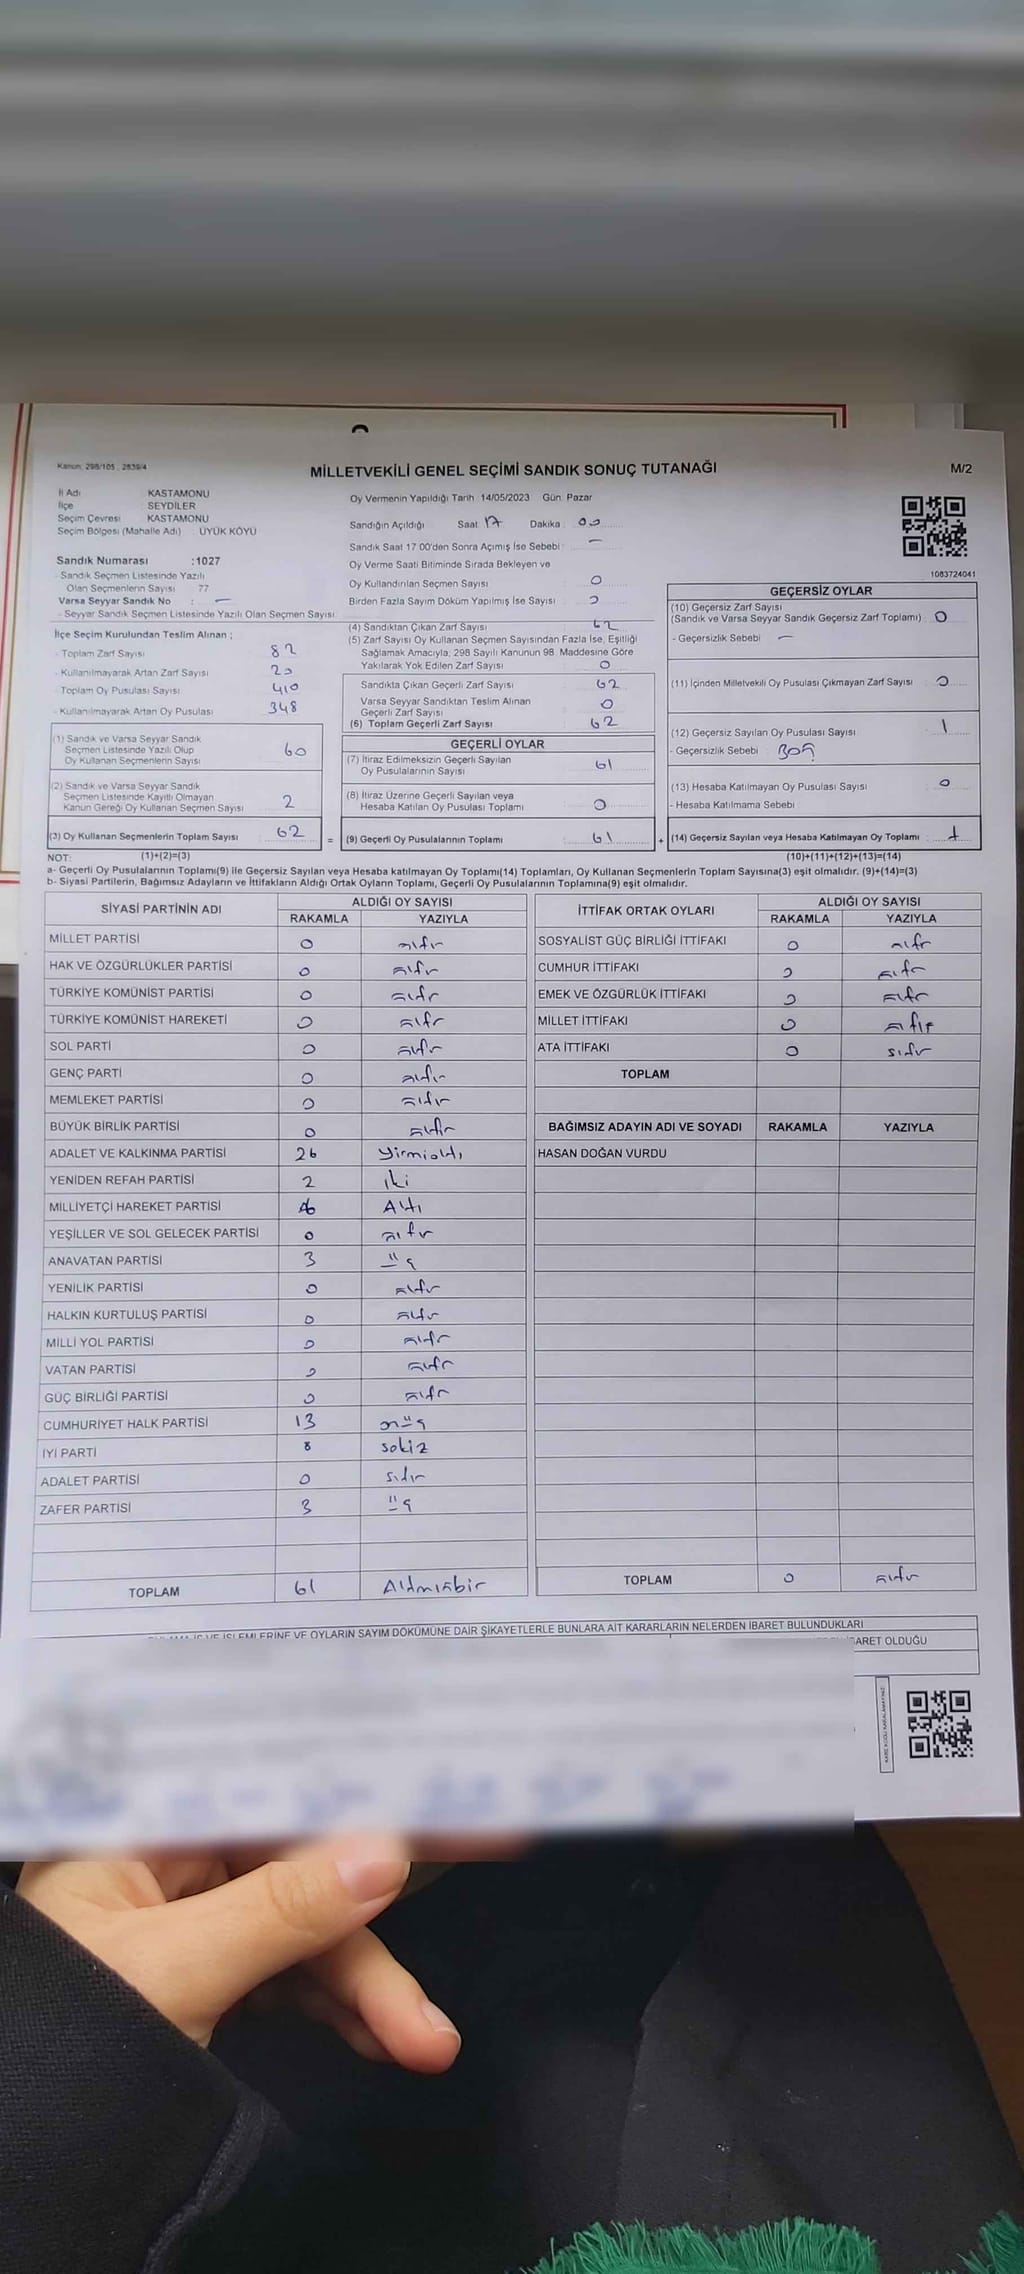 Kanun: 298/105 , 2839/4
MİLLETVEKİLİ GENEL SEÇİMİ SANDIK SONUÇ TUTANAĞI
M/2
İl Adı : KASTAMONU
İlçe : SEYDİLER
Seçim Çevresi : KASTAMONU
Seçim Bölgesi (Mahalle Adı) : ÜYÜK KÖYÜ
Sandık Numarası :1027
- Sandık Seçmen Listesinde Yazılı
Olan Seçmenlerin Sayısı : 77
Varsa Seyyar Sandık No : —
- Seyyar Sandık Seçmen Listesinde Yazılı Olan Seçmen Sayısı:
İlçe Seçim Kurulundan Teslim Alınan ;
- Toplam Zarf Sayısı : 82
- Kullanılmayarak Artan Zarf Sayısı : 20
- Toplam Oy Pusulası Sayısı : 410
- Kullanılmayarak Artan Oy Pusulası : 348
(1) Sandık ve Varsa Seyyar Sandık
Seçmen Listesinde Yazılı Olup
Oy Kullanan Seçmenlerin Sayısı : 60
(2) Sandık ve Varsa Seyyar Sandık
Seçmen Listesinde Kayıtlı Olmayan
Kanun Gereği Oy Kullanan Seçmen Sayısı : 2
(3) Oy Kullanan Seçmenlerin Toplam Sayısı : 62
Oy Vermenin Yapıldığı Tarih : 14/05/2023 Gün: Pazar
Sandığın Açıldığı Saat : 17 Dakika : 00
Sandık Saat 17:00'den Sonra Açılmış İse Sebebi : —
Oy Verme Saati Bitiminde Sırada Bekleyen ve
Oy Kullandırılan Seçmen Sayısı : 0
Birden Fazla Sayım Döküm Yapılmış İse Sayısı : 0
(4) Sandıktan Çıkan Zarf Sayısı : 62
(5) Zarf Sayısı Oy Kullanan Seçmen Sayısından Fazla İse, Eşitliği
Sağlamak Amacıyla, 298 Sayılı Kanunun 98. Maddesine Göre
Yakılarak Yok Edilen Zarf Sayısı : 0
Sandıkta Çıkan Geçerli Zarf Sayısı : 62
Varsa Seyyar Sandıktan Teslim Alınan
Geçerli Zarf Sayısı : 0
(6) Toplam Geçerli Zarf Sayısı : 62
GEÇERLİ OYLAR
(7) İtiraz Edilmeksizin Geçerli Sayılan
Oy Pusulalarının Sayısı : 61
(8) İtiraz Üzerine Geçerli Sayılan veya
Hesaba Katılan Oy Pusulası Toplamı : 0
= (9) Geçerli Oy Pusulalarının Toplamı : 61
1083724041
GEÇERSİZ OYLAR
(10) Geçersiz Zarf Sayısı
(Sandık ve Varsa Seyyar Sandık Geçersiz Zarf Toplamı) : 0
- Geçersizlik Sebebi : —
(11) İçinden Milletvekili Oy Pusulası Çıkmayan Zarf Sayısı : 0
(12) Geçersiz Sayılan Oy Pusulası Sayısı : 1
- Geçersizlik Sebebi : Boş
(13) Hesaba Katılmayan Oy Pusulası Sayısı : 0
- Hesaba Katılmama Sebebi :
+ (14) Geçersiz Sayılan veya Hesaba Katılmayan Oy Toplamı : 1
NOT: (1)+(2)=(3) (10)+(11)+(12)+(13)=(14)
a- Geçerli Oy Pusulalarının Toplamı(9) ile Geçersiz Sayılan veya Hesaba katılmayan Oy Toplamı(14) Toplamları, Oy Kullanan Seçmenlerin Toplam Sayısına(3) eşit olmalıdır. (9)+(14)=(3)
b- Siyasi Partilerin, Bağımsız Adayların ve İttifakların Aldığı Ortak Oyların Toplamı, Geçerli Oy Pusulalarının Toplamına(9) eşit olmalıdır.
SİYASİ PARTİNİN ADI ALDIĞI OY SAYISI
RAKAMLA YAZIYLA
MİLLET PARTİSİ 0 sıfır
HAK VE ÖZGÜRLÜKLER PARTİSİ 0 sıfır
TÜRKİYE KOMÜNİST PARTİSİ 0 sıfır
TÜRKİYE KOMÜNİST HAREKETİ 0 sıfır
SOL PARTİ 0 sıfır
GENÇ PARTİ 0 sıfır
MEMLEKET PARTİSİ 0 sıfır
BÜYÜK BİRLİK PARTİSİ 0 sıfır
ADALET VE KALKINMA PARTİSİ 26 Yirmialtı
YENİDEN REFAH PARTİSİ 2 iki
MİLLİYETÇİ HAREKET PARTİSİ 6 Altı
YEŞİLLER VE SOL GELECEK PARTİSİ 0 sıfır
ANAVATAN PARTİSİ 3 üç
YENİLİK PARTİSİ 0 sıfır
HALKIN KURTULUŞ PARTİSİ 0 sıfır
MİLLİ YOL PARTİSİ 0 sıfır
VATAN PARTİSİ 0 sıfır
GÜÇ BİRLİĞİ PARTİSİ 0 sıfır
CUMHURİYET HALK PARTİSİ 13 onüç
İYİ PARTİ 8 sekiz
ADALET PARTİSİ 0 sıfır
ZAFER PARTİSİ 3 üç
TOPLAM 61 Altmışbir
İTTİFAK ORTAK OYLARI ALDIĞI OY SAYISI
RAKAMLA YAZIYLA
SOSYALİST GÜÇ BİRLİĞİ İTTİFAKI 0 sıfır
CUMHUR İTTİFAKI 0 sıfır
EMEK VE ÖZGÜRLÜK İTTİFAKI 0 sıfır
MİLLET İTTİFAKI 0 sıfır
ATA İTTİFAKI 0 sıfır
TOPLAM
BAĞIMSIZ ADAYIN ADI VE SOYADI RAKAMLA YAZIYLA
HASAN DOĞAN VURDU
TOPLAM 0 sıfır
İŞLEMLERİNE VE OYLARIN SAYIM DÖKÜMÜNE DAİR ŞİKAYETLERLE BUNLARA AİT KARARLARIN NELERDEN İBARET BULUNDUKLARI
OLDUĞU